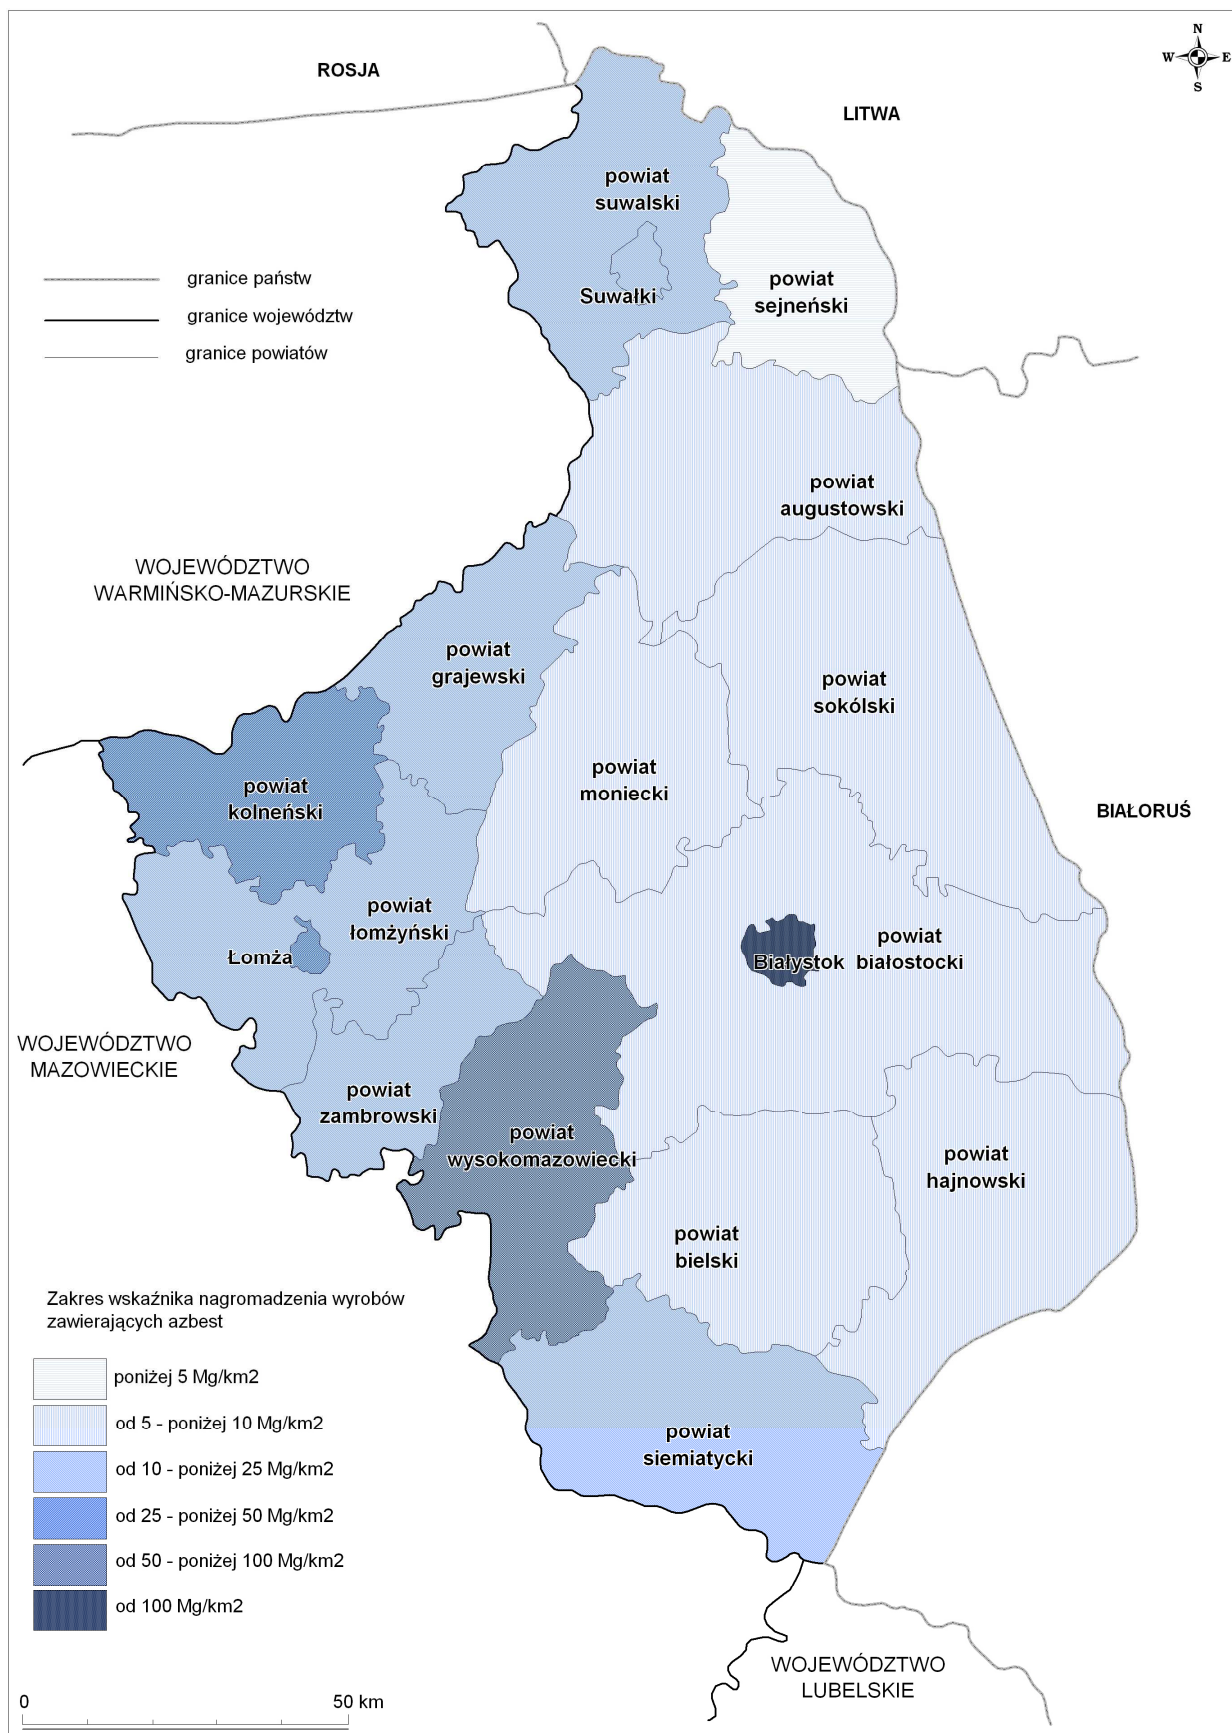 N
W E
S
ROSJA
LITWA
powiat
suwalski
Suwałki
powiat
sejneński
granice państw
granice województw
granice powiatów
powiat
augustowski
WOJEWÓDZTWO
WARMIŃSKO-MAZURSKIE
powiat
grajewski
powiat
sokólski
powiat
moniecki
powiat
kolneński
BIAŁORUŚ
powiat
łomżyński
Łomża
Białystok
powiat
białostocki
WOJEWÓDZTWO
MAZOWIECKIE
powiat
zambrowski
powiat
wysokomazowiecki
powiat
hajnowski
powiat
bielski
powiat
siemiatycki
Zakres wskaźnika nagromadzenia wyrobów
zawierających azbest
poniżej 5 Mg/km2
od 5 - poniżej 10 Mg/km2
od 10 - poniżej 25 Mg/km2
od 25 - poniżej 50 Mg/km2
od 50 - poniżej 100 Mg/km2
od 100 Mg/km2
WOJEWÓDZTWO
LUBELSKIE
0 50 km